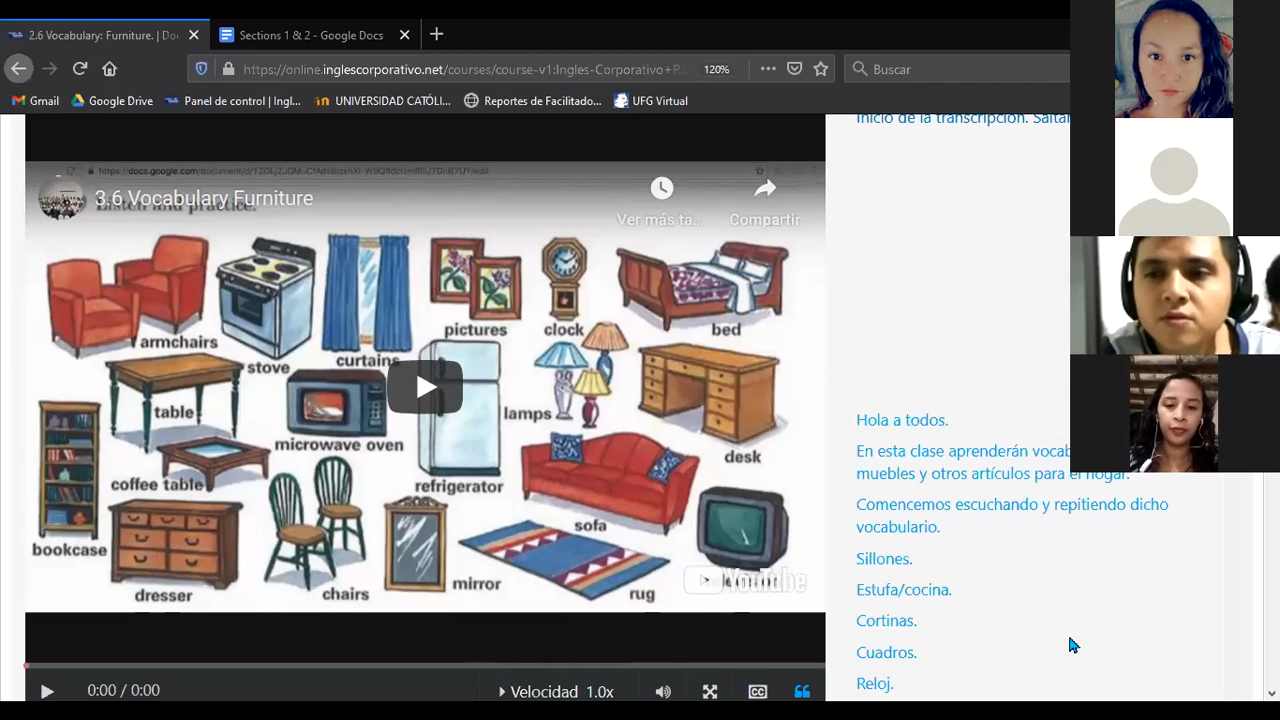 2.6 Vocabulary: Furniture. | Do
Sections 1 & 2 - Google Docs
https://online.inglescorporativo.net/courses/course-v1:Ingles-Corporativo+B
120%
Buscar
Gmail
Google Drive
Panel de control | Ingl...
UNIVERSIDAD CATÓLI...
Reportes de Facilitado...
UFG Virtual
Inicio de la transcripción. Saltar
3.6 Vocabulary Furniture
Listen and practice.
Ver más ta...
Compartir
armchairs
stove
curtains
pictures
clock
bed
table
microwave oven
lamps
desk
coffee table
refrigerator
sofa
bookcase
dresser
chairs
mirror
rug
YouTube
Hola a todos.
En esta clase aprenderán vocab
muebles y otros artículos para el hogar.
Comencemos escuchando y repitiendo dicho
vocabulario.
Sillones.
Estufa/cocina.
Cortinas.
Cuadros.
Reloj.
0:00 / 0:00
Velocidad 1.0x
CC